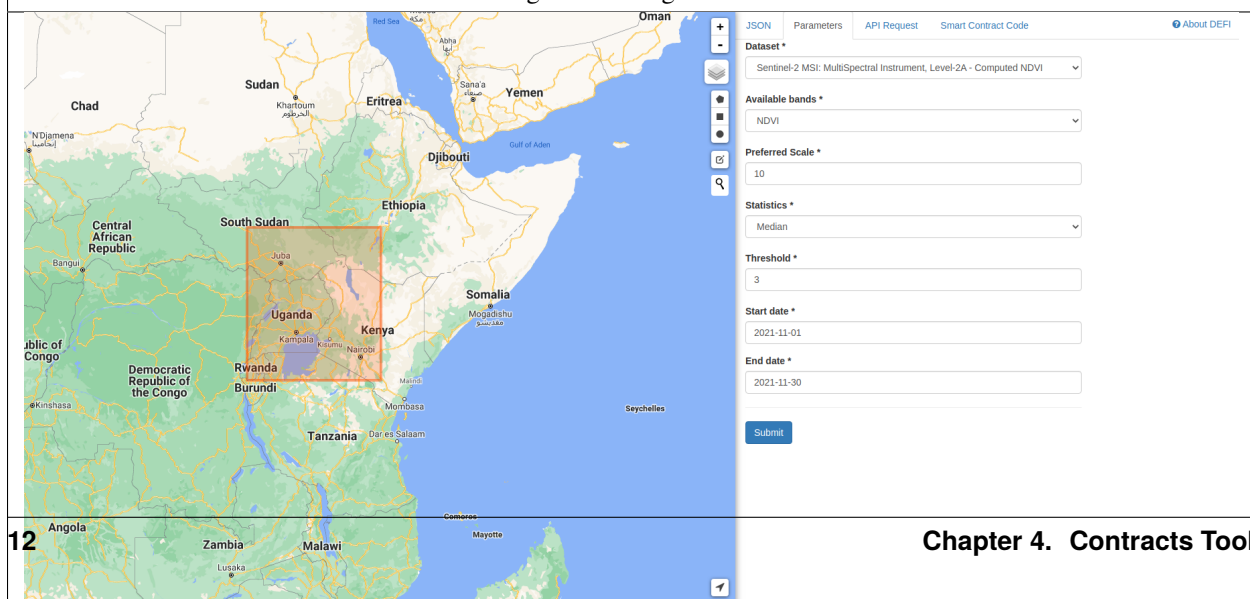 Oman
Red Sea
مكة
Abha
أبها
Sudan
Sana'a
صنعاء
Yemen
Chad
Khartoum
الخرطوم
Eritrea
N'Djamena
إنجامينا
Gulf of Aden
Djibouti
Ethiopia
South Sudan
Central
African
Republic
Juba
Bangui
Somalia
Mogadishu
مقديشو
Uganda
Kenya
Kampala
Kisumu
Nairobi
ublic of
Congo
Democratic
Republic of
the Congo
Rwanda
Burundi
Malindi
Kinshasa
Mombasa
Seychelles
Tanzania
Dar es Salaam
Comoros
Mayotte
Angola
Zambia
Malawi
Lusaka
+
-
JSON Parameters API Request Smart Contract Code ? About DEFI
Dataset *
Sentinel-2 MSI: MultiSpectral Instrument, Level-2A - Computed NDVI
Available bands *
NDVI
Preferred Scale *
10
Statistics *
Median
Threshold *
3
Start date *
2021-11-01
End date *
2021-11-30
Submit
12 Chapter 4. Contracts Tool